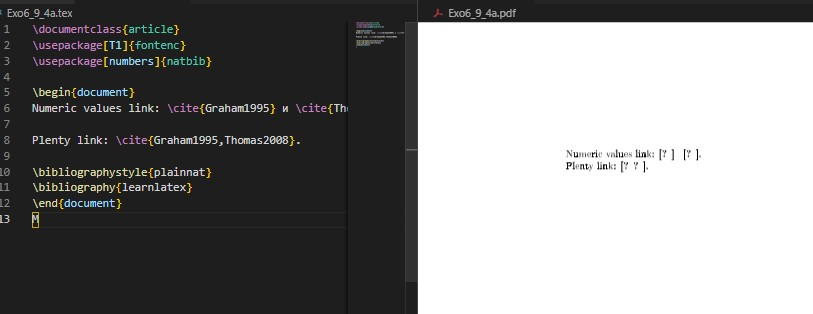 Exo6_9_4a.tex
1 \documentclass{article}
2 \usepackage[T1]{fontenc}
3 \usepackage[numbers]{natbib}
4
5 \begin{document}
6 Numeric values link: \cite{Graham1995} и \cite{Th
7
8 Plenty link: \cite{Graham1995,Thomas2008}.
9
10 \bibliographystyle{plainnat}
11 \bibliography{learnlatex}
12 \end{document}
13 M
Exo6_9_4a.pdf
Numeric values link: [? ] [? ].
Plenty link: [? ? ].